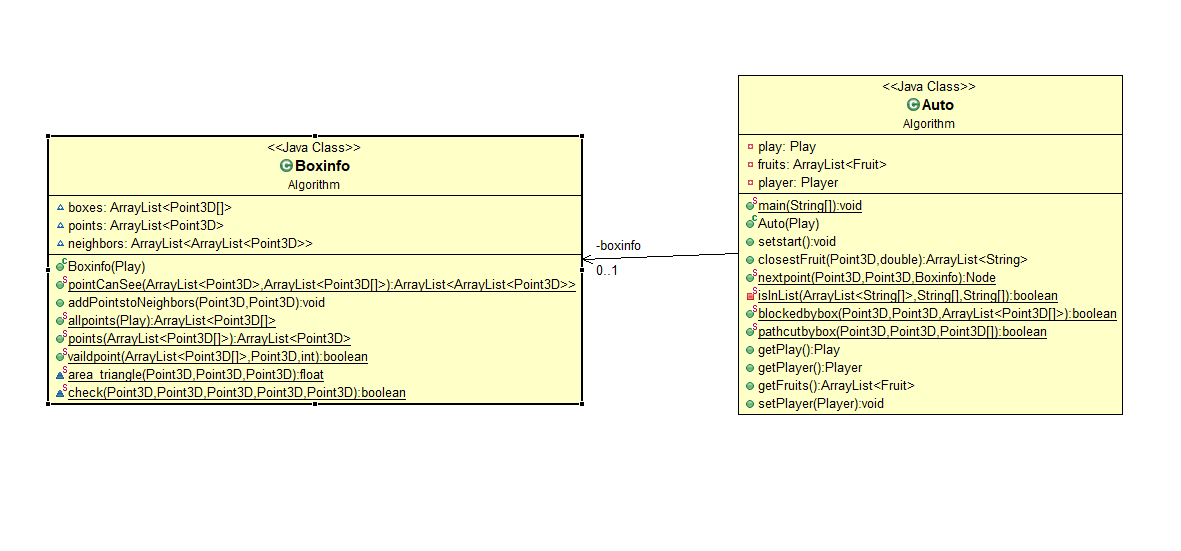 <<Java Class>>
C Boxinfo
Algorithm
boxes: ArrayList<Point3D[]>
points: ArrayList<Point3D>
neighbors: ArrayList<ArrayList<Point3D>>
C Boxinfo(Play)
S pointCanSee(ArrayList<Point3D>,ArrayList<Point3D[]>):ArrayList<ArrayList<Point3D>>
addPointstoNeighbors(Point3D,Point3D):void
S allpoints(Play):ArrayList<Point3D[]>
S points(ArrayList<Point3D[]>):ArrayList<Point3D>
S vaildpoint(ArrayList<Point3D[]>,Point3D,int):boolean
S area_triangle(Point3D,Point3D,Point3D):float
S check(Point3D,Point3D,Point3D,Point3D,Point3D):boolean
-boxinfo
0..1
<<Java Class>>
C Auto
Algorithm
play: Play
fruits: ArrayList<Fruit>
player: Player
S main(String[]):void
C Auto(Play)
setstart():void
closestFruit(Point3D,double):ArrayList<String>
S nextpoint(Point3D,Point3D,Boxinfo):Node
S isInList(ArrayList<String[]>,String[],String[]):boolean
S blockedbybox(Point3D,Point3D,ArrayList<Point3D[]>):boolean
S pathcutbybox(Point3D,Point3D,Point3D[]):boolean
getPlay():Play
getPlayer():Player
getFruits():ArrayList<Fruit>
setPlayer(Player):void